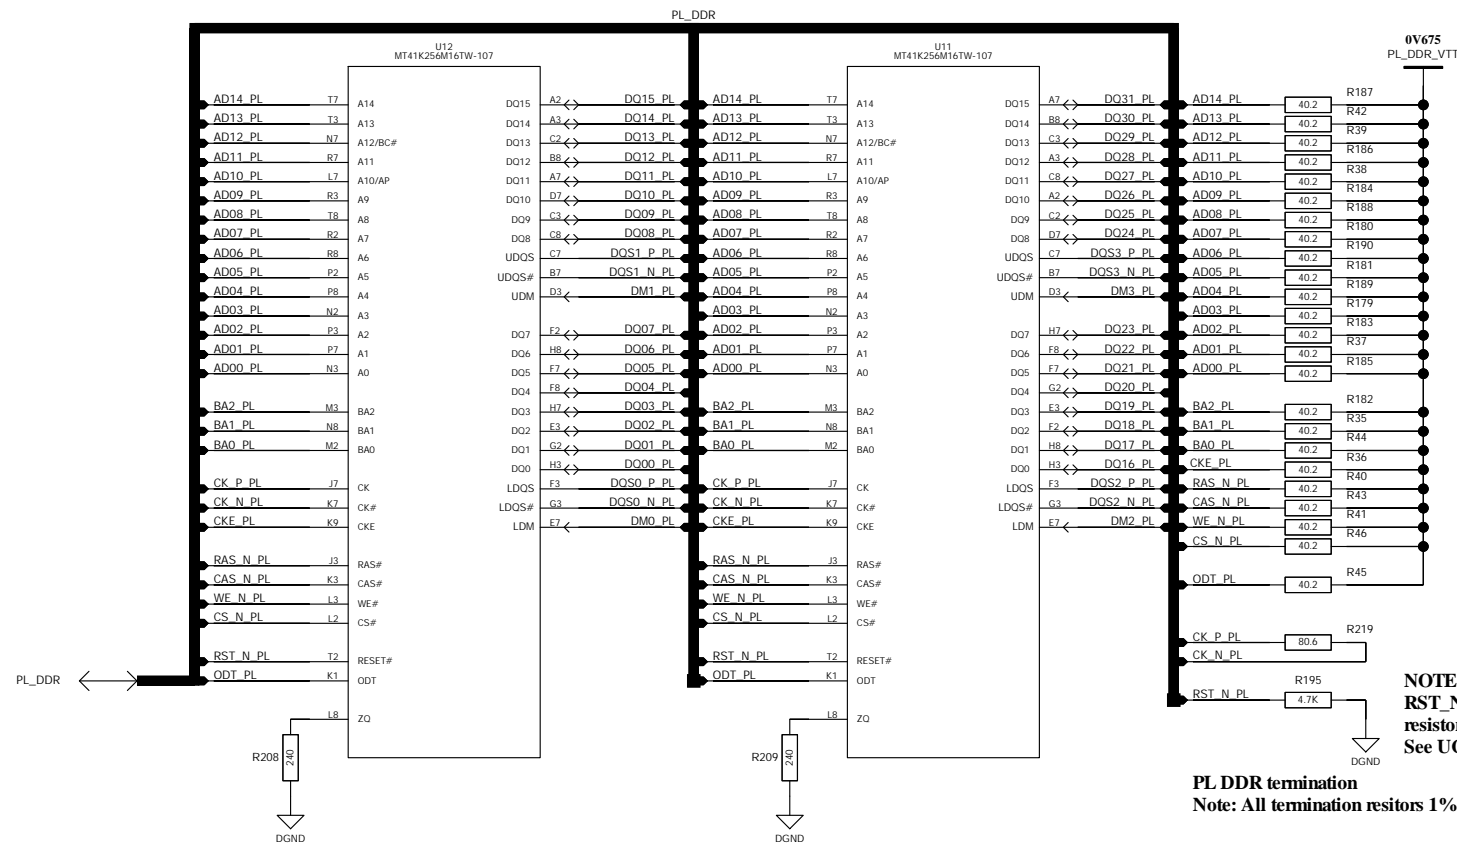 PL_DDR
U12
MT41K256M16TW-107
U11
MT41K256M16TW-107
0V675
PL_DDR_VTT
AD14_PL T7 A14 DQ15 A2 DQ15_PL AD14_PL T7 A14 DQ15 A7 DQ31_PL AD14_PL 40.2 R187
AD13_PL T3 A13 DQ14 A3 DQ14_PL AD13_PL T3 A13 DQ14 B8 DQ30_PL AD13_PL 40.2 R42
AD12_PL N7 A12/BC# DQ13 C2 DQ13_PL AD12_PL N7 A12/BC# DQ13 C3 DQ29_PL AD12_PL 40.2 R39
AD11_PL R7 A11 DQ12 B8 DQ12_PL AD11_PL R7 A11 DQ12 A3 DQ28_PL AD11_PL 40.2 R186
AD10_PL L7 A10/AP DQ11 A7 DQ11_PL AD10_PL L7 A10/AP DQ11 C8 DQ27_PL AD10_PL 40.2 R38
AD09_PL R3 A9 DQ10 D7 DQ10_PL AD09_PL R3 A9 DQ10 A2 DQ26_PL AD09_PL 40.2 R184
AD08_PL T8 A8 DQ9 C3 DQ09_PL AD08_PL T8 A8 DQ9 C2 DQ25_PL AD08_PL 40.2 R188
AD07_PL R2 A7 DQ8 C8 DQ08_PL AD07_PL R2 A7 DQ8 D7 DQ24_PL AD07_PL 40.2 R180
AD06_PL R8 A6 UDQS C7 DQS1_P_PL AD06_PL R8 A6 UDQS C7 DQS3_P_PL AD06_PL 40.2 R190
AD05_PL P2 A5 UDQS# B7 DQS1_N_PL AD05_PL P2 A5 UDQS# B7 DQS3_N_PL AD05_PL 40.2 R181
AD04_PL P8 A4 UDM D3 DM1_PL AD04_PL P8 A4 UDM D3 DM3_PL AD04_PL 40.2 R189
AD03_PL N2 A3 AD03_PL N2 A3 AD03_PL 40.2 R179
AD02_PL P3 A2 DQ7 F2 DQ07_PL AD02_PL P3 A2 DQ7 H7 DQ23_PL AD02_PL 40.2 R183
AD01_PL P7 A1 DQ6 H8 DQ06_PL AD01_PL P7 A1 DQ6 F8 DQ22_PL AD01_PL 40.2 R37
AD00_PL N3 A0 DQ5 F7 DQ05_PL AD00_PL N3 A0 DQ5 F7 DQ21_PL AD00_PL 40.2 R185
DQ4 F8 DQ04_PL DQ4 G2 DQ20_PL
BA2_PL M3 BA2 DQ3 H7 DQ03_PL BA2_PL M3 BA2 DQ3 E3 DQ19_PL BA2_PL 40.2 R182
BA1_PL N8 BA1 DQ2 E3 DQ02_PL BA1_PL N8 BA1 DQ2 F2 DQ18_PL BA1_PL 40.2 R35
BA0_PL M2 BA0 DQ1 G2 DQ01_PL BA0_PL M2 BA0 DQ1 H8 DQ17_PL BA0_PL 40.2 R44
DQ0 H3 DQ00_PL DQ0 H3 DQ16_PL CKE_PL 40.2 R36
CK_P_PL J7 CK LDQS F3 DQS0_P_PL CK_P_PL J7 CK LDQS F3 DQS2_P_PL RAS_N_PL 40.2 R40
CK_N_PL K7 CK# LDQS# G3 DQS0_N_PL CK_N_PL K7 CK# LDQS# G3 DQS2_N_PL CAS_N_PL 40.2 R43
CKE_PL K9 CKE LDM E7 DM0_PL CKE_PL K9 CKE LDM E7 DM2_PL WE_N_PL 40.2 R41
CS_N_PL 40.2 R46
RAS_N_PL J3 RAS# RAS_N_PL J3 RAS#
CAS_N_PL K3 CAS# CAS_N_PL K3 CAS# ODT_PL 40.2 R45
WE_N_PL L3 WE# WE_N_PL L3 WE#
CS_N_PL L2 CS# CS_N_PL L2 CS#
CK_P_PL 80.6 R219
RST_N_PL T2 RESET# RST_N_PL T2 RESET# CK_N_PL
PL_DDR ODT_PL K1 ODT ODT_PL K1 ODT
RST_N_PL 4.7K R195
L8 ZQ L8 ZQ
R208 240 R209 240
DGND
DGND
DGND
NOTE
RST_N
resistor
See UG
PL DDR termination
Note: All termination resitors 1%